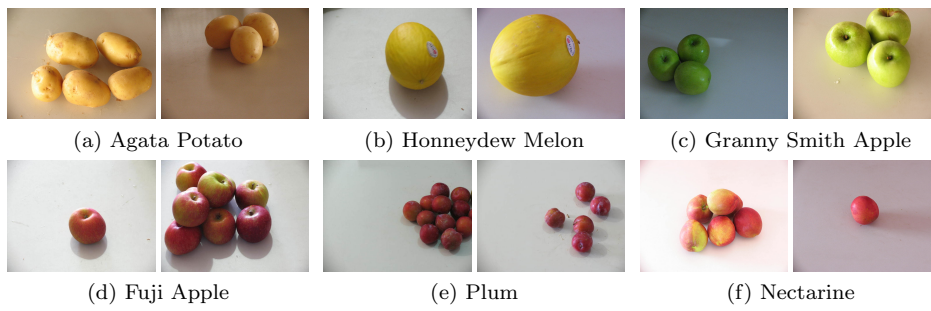 (a) Agata Potato
(b) Honneydew Melon
(c) Granny Smith Apple
(d) Fuji Apple
(e) Plum
(f) Nectarine